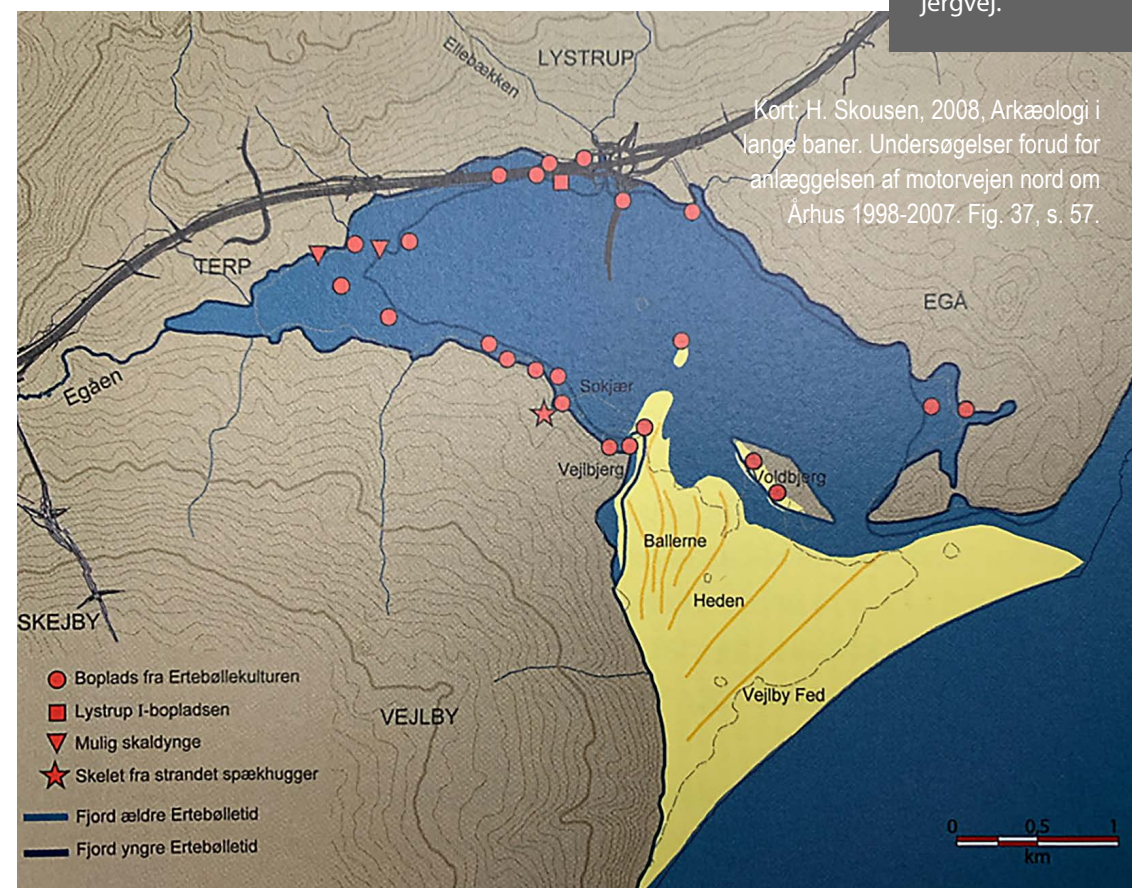 jergvej.
LYSTRUP
Ellebækken
Kort: H. Skousen, 2008, Arkæologi i
lange baner. Undersøgelser forud for
anlæggelsen af motorvejen nord om
Århus 1998-2007. Fig. 37, s. 57.
TERP
EGÅ
Egåen
Sokjær
Vejlbjerg
Voldbjerg
Ballerne
Heden
SKEJBY
Vejlby Fed
VEJLBY
Boplads fra Ertebøllekulturen
Lystrup I-bopladsen
Mulig skaldynge
Skelet fra strandet spækhugger
Fjord ældre Ertebølletid
Fjord yngre Ertebølletid
0 0,5 1
km